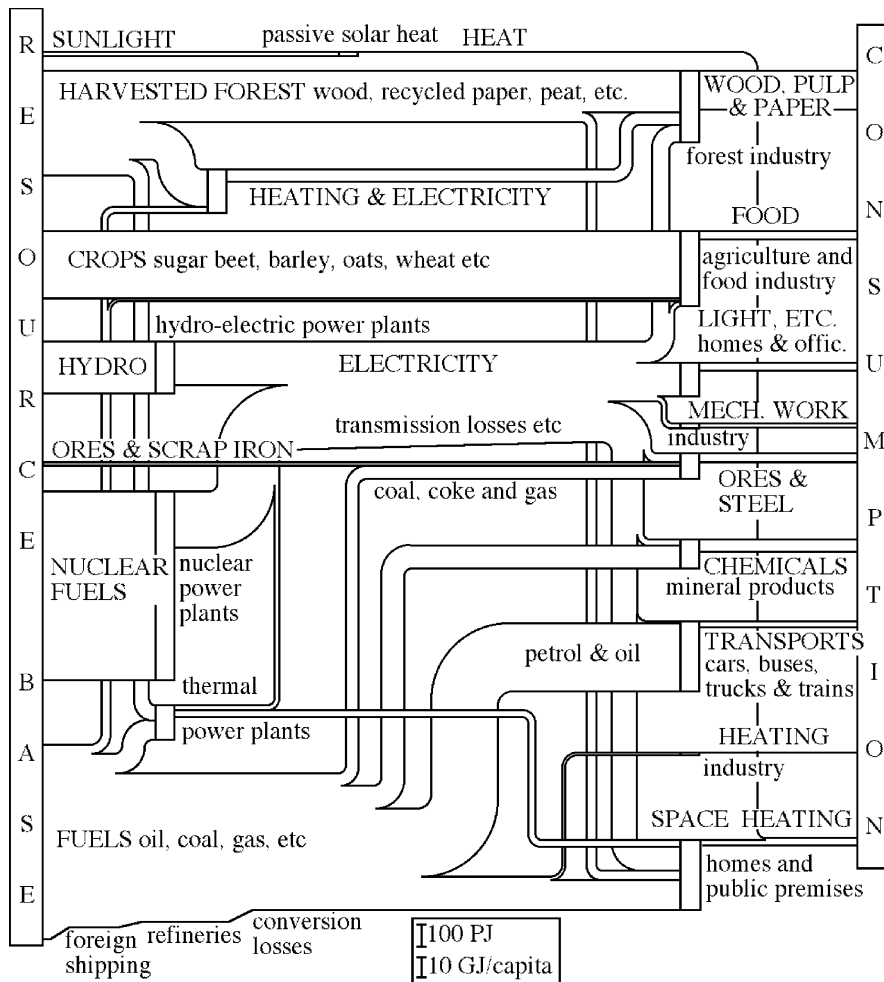 RESOURCE BASE
CONSUMPTION
SUNLIGHT
passive solar heat
HEAT
HARVESTED FOREST wood, recycled paper, peat, etc.
WOOD, PULP
& PAPER
forest industry
HEATING & ELECTRICITY
FOOD
CROPS sugar beet, barley, oats, wheat etc
agriculture and
food industry
hydro-electric power plants
LIGHT, ETC.
homes & offic.
HYDRO
ELECTRICITY
MECH. WORK
industry
transmission losses etc
ORES & SCRAP IRON
coal, coke and gas
ORES &
STEEL
NUCLEAR
FUELS
nuclear
power
plants
CHEMICALS
mineral products
petrol & oil
TRANSPORTS
cars, buses,
trucks & trains
thermal
power plants
HEATING
industry
FUELS oil, coal, gas, etc
SPACE HEATING
homes and
public premises
foreign
shipping
refineries
conversion
losses
100 PJ
10 GJ/capita